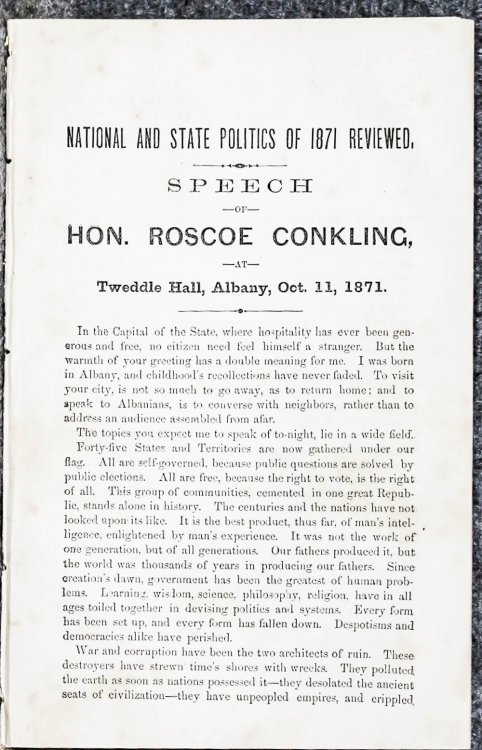 NATIONAL AND STATE POLITICS OF 1871 REVIEWED.
SPEECH
—OF—
HON. ROSCOE CONKLING,
—AT—
Tweddle Hall, Albany, Oct. 11, 1871.
In the Capital of the State, where hospitality has ever been gen-
erous and free, no citizen need feel himself a stranger. But the
warmth of your greeting has a double meaning for me. I was born
in Albany, and childhood's recollections have never faded. To visit
your city, is not so much to go away, as to return home; and to
speak to Albanians, is to converse with neighbors, rather than to
address an audience assembled from afar.
The topics you expect me to speak of to-night, lie in a wide field.
Forty-five States and Territories are now gathered under our
flag. All are self-governed, because public questions are solved by
public elections. All are free, because the right to vote, is the right
of all. This group of communities, cemented in one great Repub-
lic, stands alone in history. The centuries and the nations have not
looked upon its like. It is the best product, thus far, of man's intel-
ligence, enlightened by man's experience. It was not the work of
one generation, but of all generations. Our fathers produced it, but
the world was thousands of years in producing our fathers. Since
creation's dawn, government has been the greatest of human prob-
lems. Learning, wisdom, science, philosophy, religion, have in all
ages toiled together in devising politics and systems. Every form
has been set up, and every form has fallen down. Despotisms and
democracies alike have perished.
War and corruption have been the two architects of ruin. These
destroyers have strewn time's shores with wrecks. They polluted
the earth as soon as nations possessed it—they desolated the ancient
seats of civilization—they have unpeopled empires, and crippled